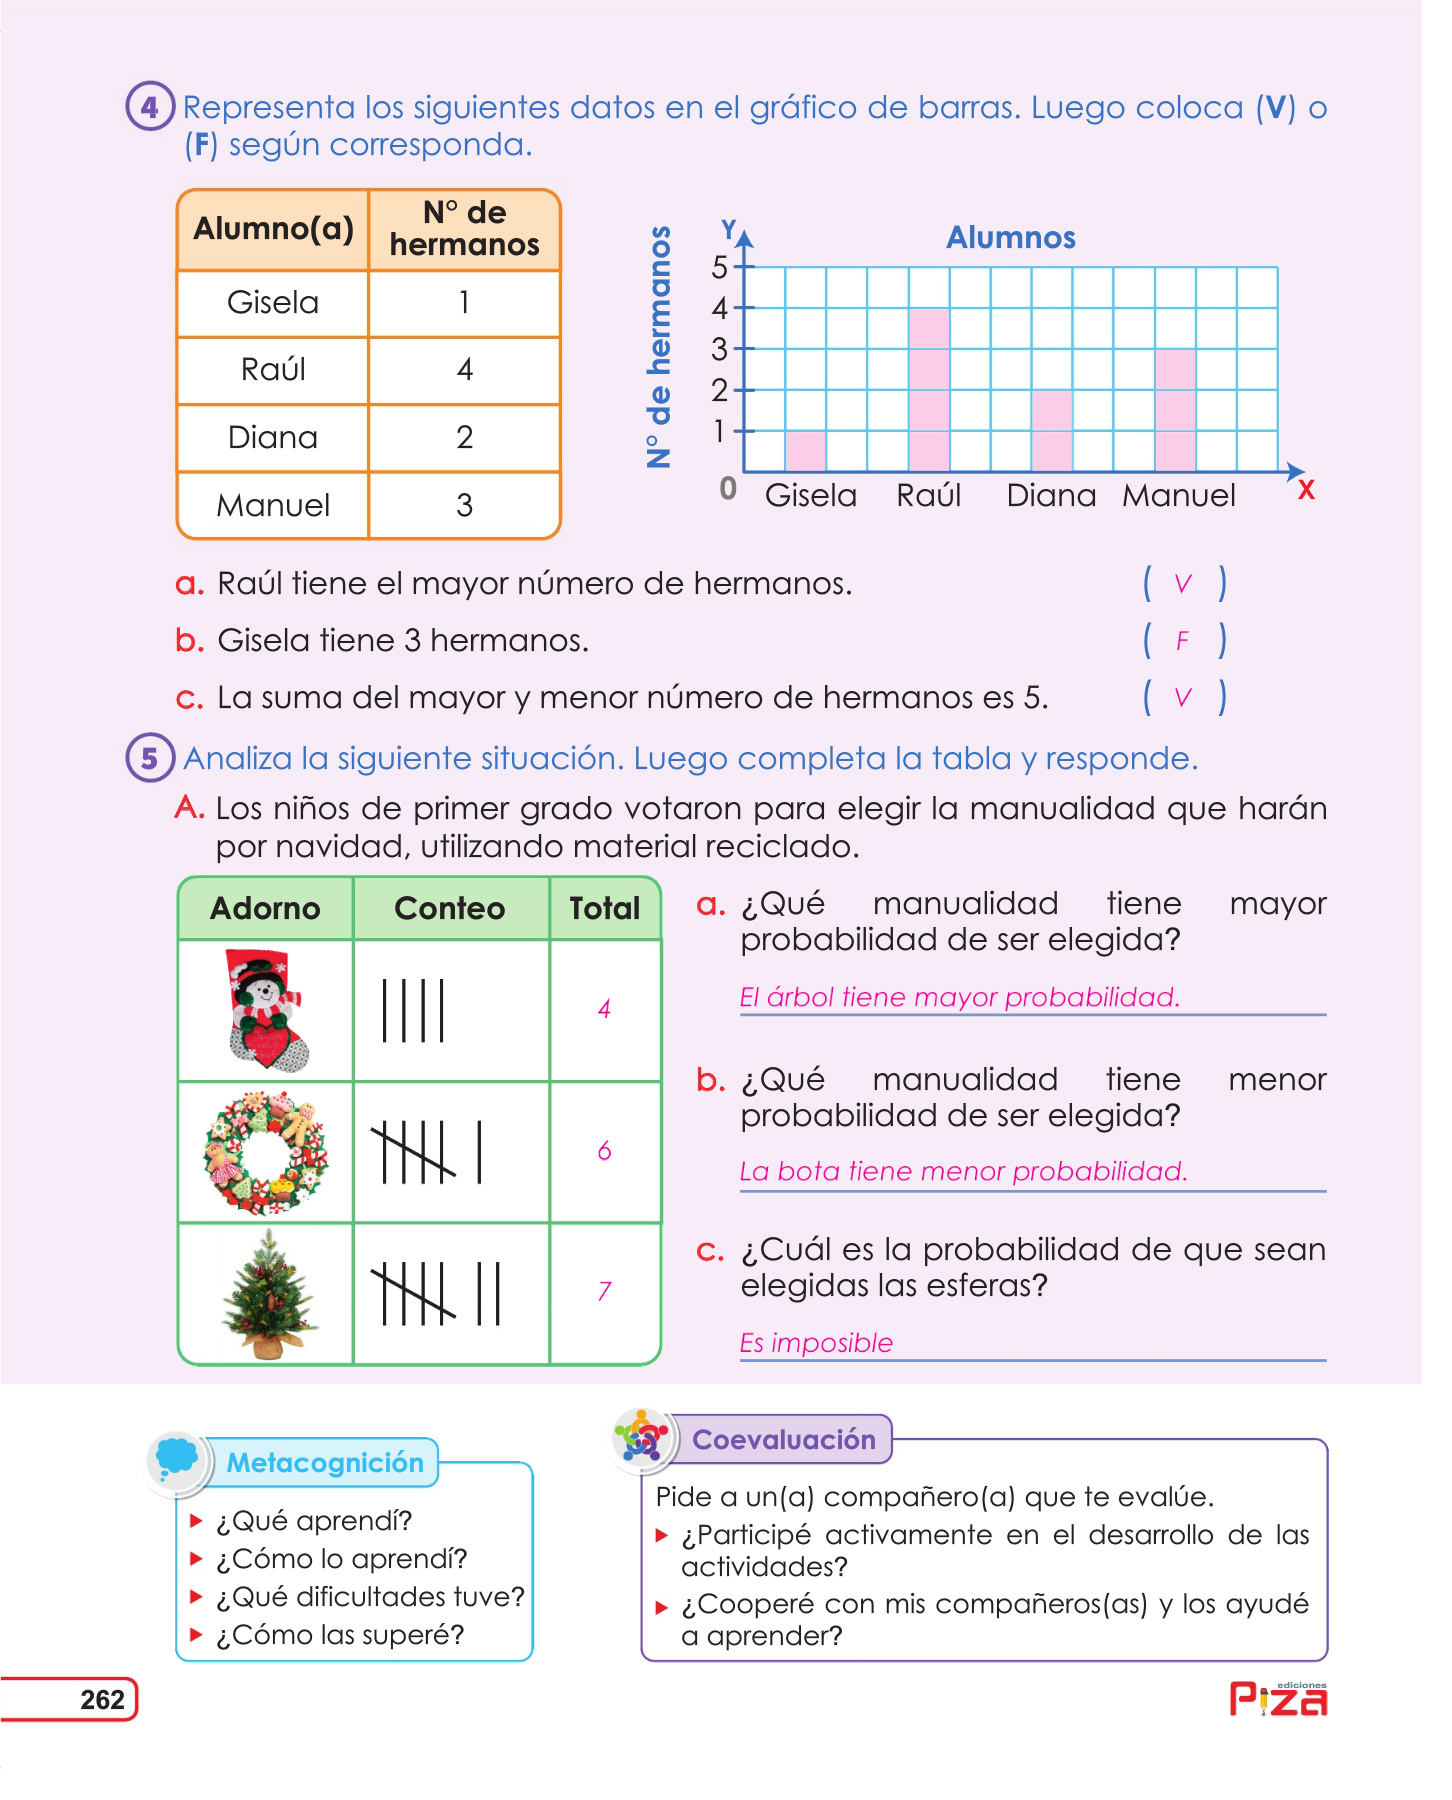 4 Representa los siguientes datos en el gráfico de barras. Luego coloca (V) o
(F) según corresponda.
Alumno(a) N° de hermanos
Gisela 1
Raúl 4
Diana 2
Manuel 3
N° de hermanos
Y
Alumnos
5
4
3
2
1
0
Gisela Raúl Diana Manuel X
a. Raúl tiene el mayor número de hermanos. ( V )
b. Gisela tiene 3 hermanos. ( F )
c. La suma del mayor y menor número de hermanos es 5. ( V )
5 Analiza la siguiente situación. Luego completa la tabla y responde.
A. Los niños de primer grado votaron para elegir la manualidad que harán
por navidad, utilizando material reciclado.
Adorno Conteo Total
4
6
7
a. ¿Qué manualidad tiene mayor
probabilidad de ser elegida?
El árbol tiene mayor probabilidad.
b. ¿Qué manualidad tiene menor
probabilidad de ser elegida?
La bota tiene menor probabilidad.
c. ¿Cuál es la probabilidad de que sean
elegidas las esferas?
Es imposible
Metacognición
¿Qué aprendí?
¿Cómo lo aprendí?
¿Qué dificultades tuve?
¿Cómo las superé?
Coevaluación
Pide a un(a) compañero(a) que te evalúe.
¿Participé activamente en el desarrollo de las
actividades?
¿Cooperé con mis compañeros(as) y los ayudé
a aprender?
262
ediciones
Piza